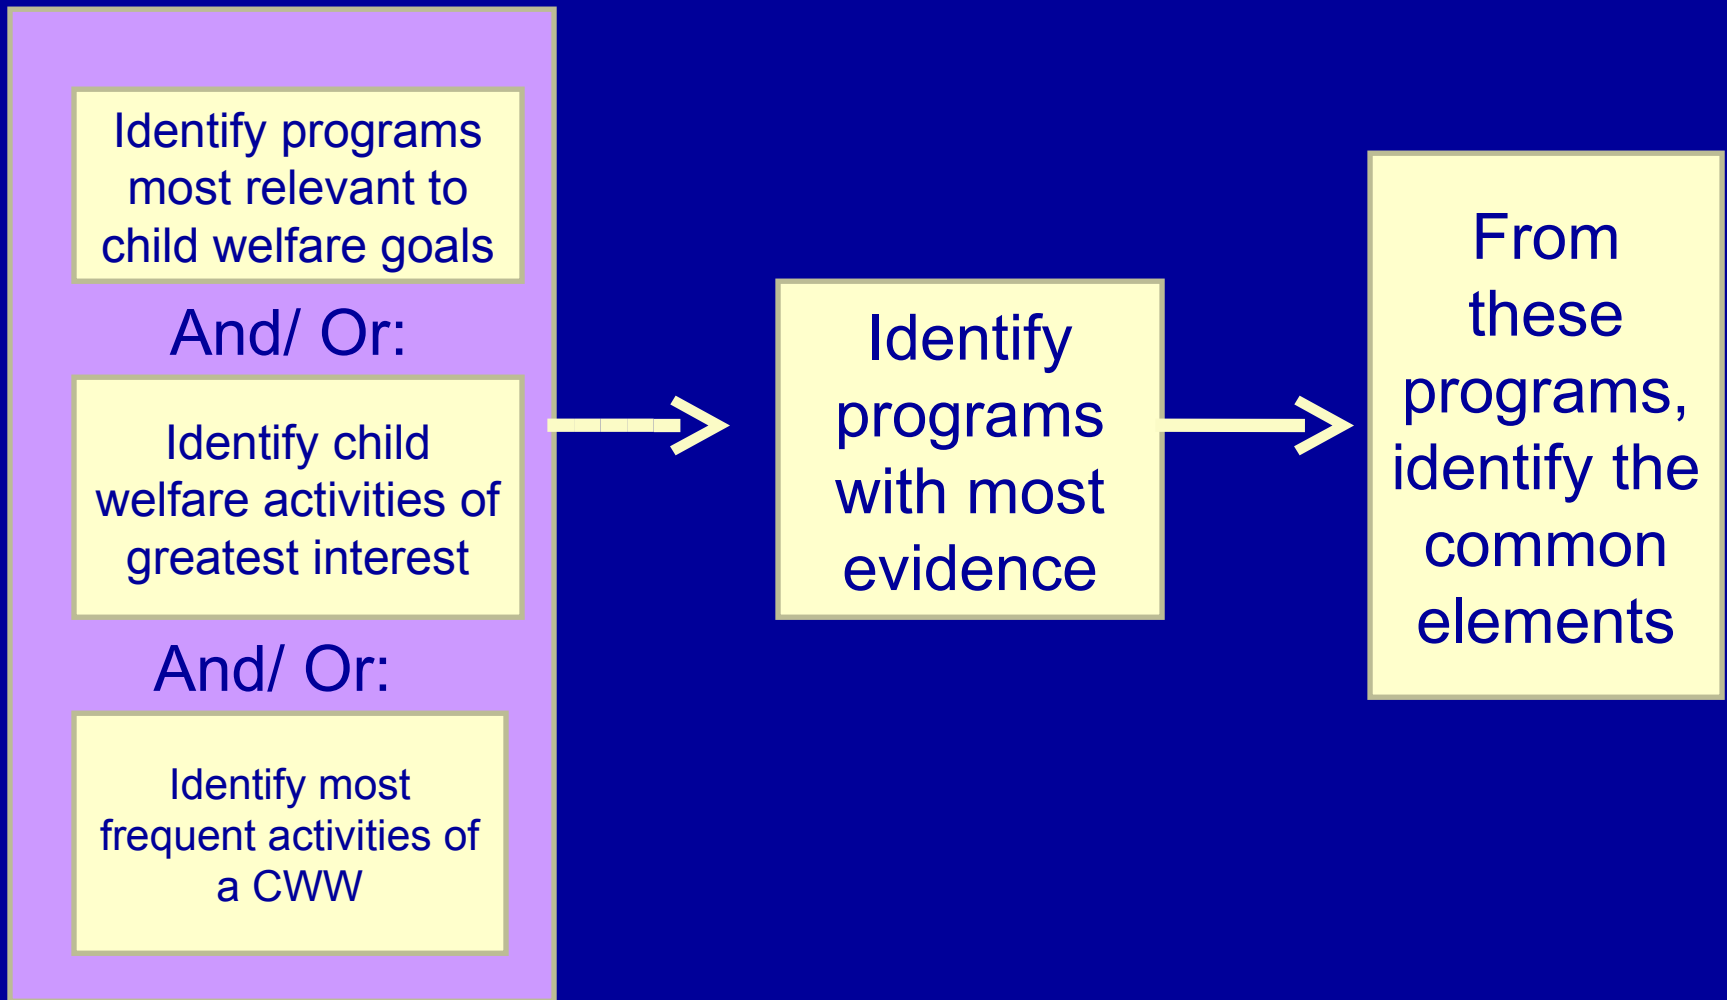 Identify programs
most relevant to
child welfare goals
And/ Or:
Identify child
welfare activities of
greatest interest
And/ Or:
Identify most
frequent activities of
a CWW
Identify
programs
with most
evidence
From
these
programs,
identify the
common
elements